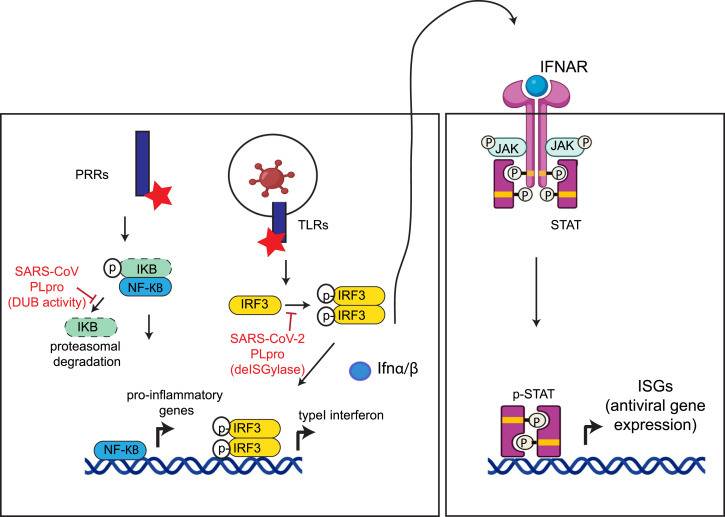 IFNAR
P
JAK
JAK
P
P
P
P
P
STAT
PRRs
TLRs
p
IKB
NF-KB
SARS-CoV
PLpro
(DUB activity)
IKB
proteasomal
degradation
IRF3
p-
IRF3
p-
IRF3
SARS-CoV-2
PLpro
(deISGylase)
Ifnα/β
pro-inflammatory
genes
typeI interferon
NF-KB
p-
IRF3
p-
IRF3
p-STAT
P
P
ISGs
(antiviral gene
expression)